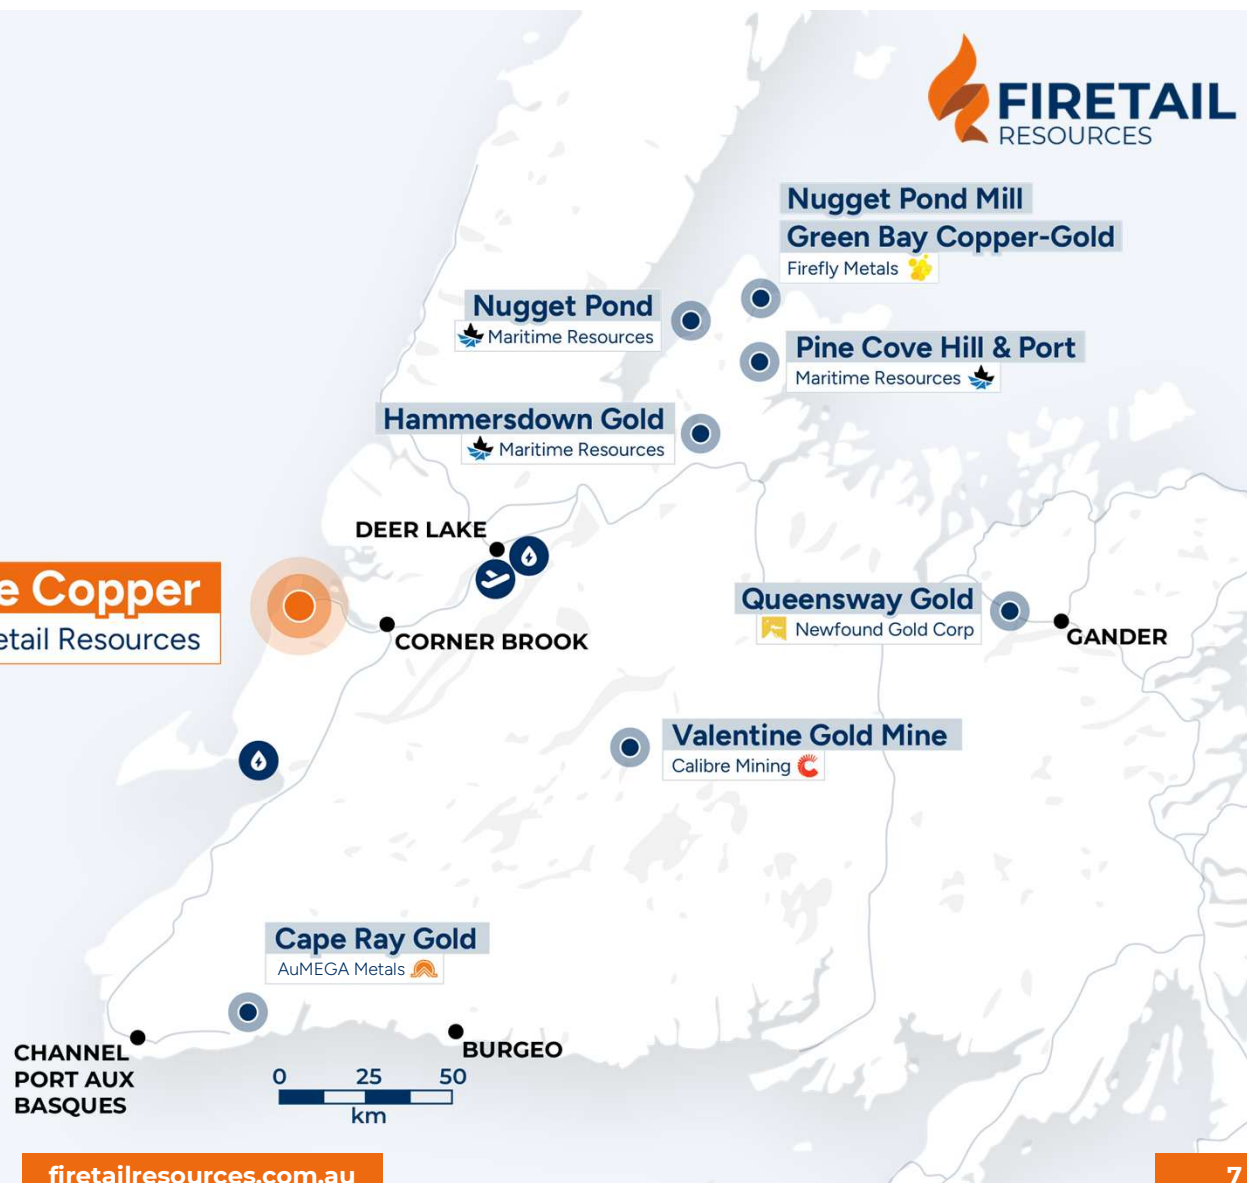 FIRETAIL
RESOURCES
Nugget Pond Mill
Green Bay Copper-Gold
Firefly Metals
Nugget Pond
Maritime Resources
Pine Cove Hill & Port
Maritime Resources
Hammersdown Gold
Maritime Resources
DEER LAKE
e Copper
etail Resources
CORNER BROOK
Queensway Gold
Newfound Gold Corp
GANDER
Valentine Gold Mine
Calibre Mining
Cape Ray Gold
AuMEGA Metals
CHANNEL
PORT AUX
BASQUES
BURGEO
0 25 50
km
firetailresources.com.au
7